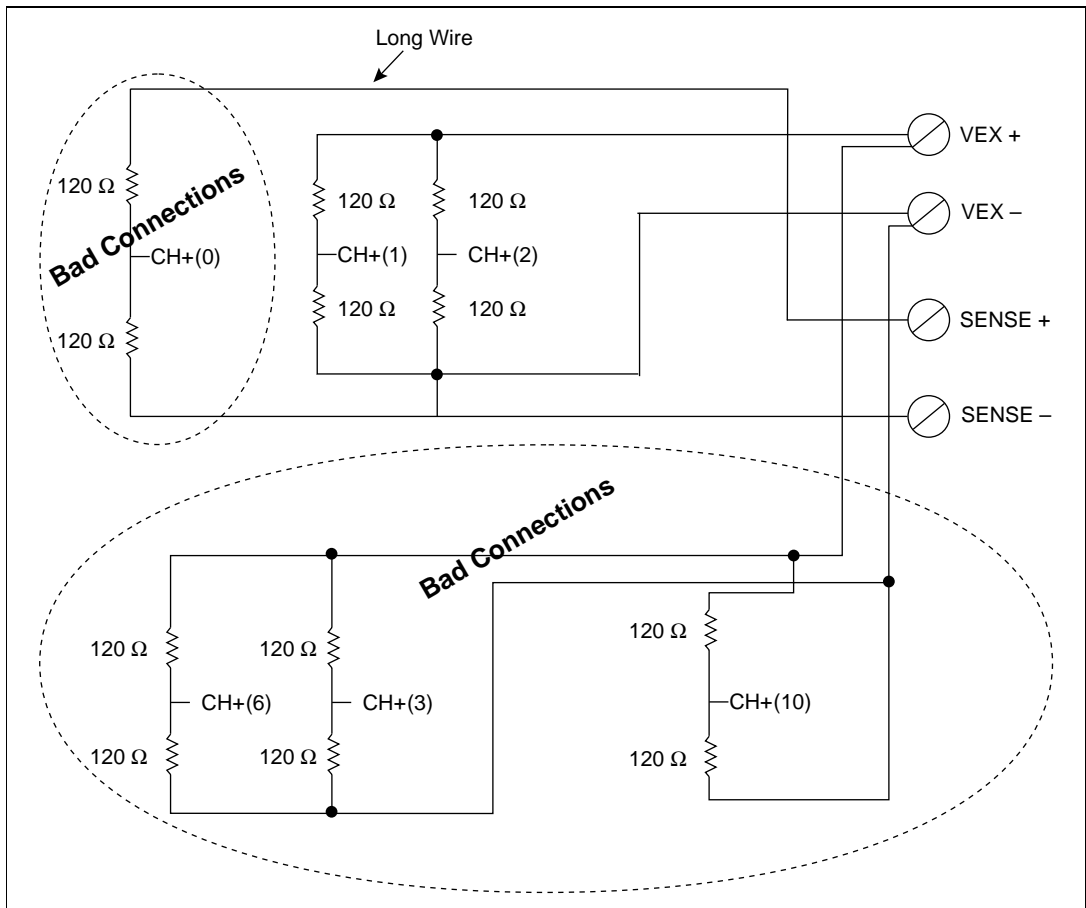 Long Wire
VEX +
120 Ω
120 Ω
120 Ω
Bad Connections
VEX –
CH+(0)
CH+(1)
CH+(2)
120 Ω
120 Ω
SENSE +
120 Ω
SENSE –
Bad Connections
120 Ω
120 Ω
120 Ω
CH+(6)
CH+(3)
CH+(10)
120 Ω
120 Ω
120 Ω